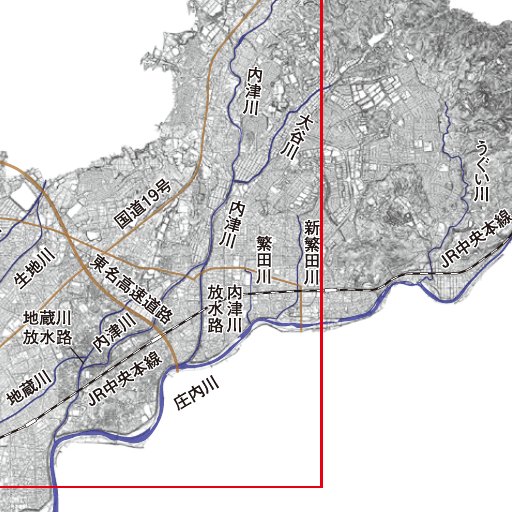 内津川
大谷川
うぐい川
国道19号
内津川
繁田川
新繁田川
JR中央本線
生地川
東名高速道路
内津川
放水路
地蔵川
放水路
内津川
地蔵川
JR中央本線
庄内川